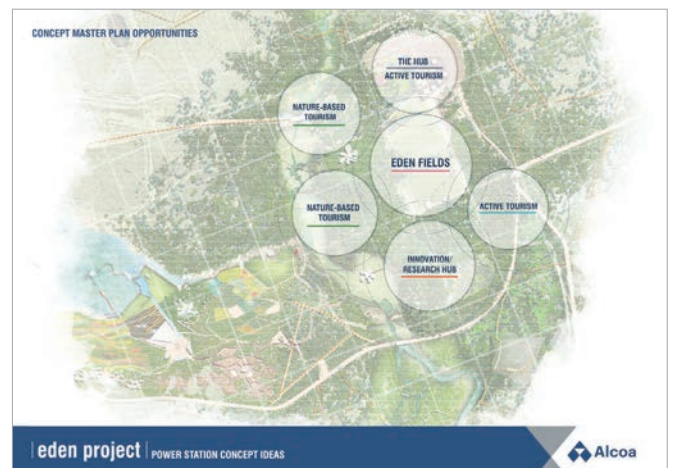 CONCEPT MASTER PLAN OPPORTUNITIES
THE HUB
ACTIVE TOURISM
NATURE-BASED
TOURISM
EDEN FIELDS
NATURE-BASED
TOURISM
ACTIVE TOURISM
INNOVATION/
RESEARCH HUB
eden project POWER STATION CONCEPT IDEAS
Alcoa